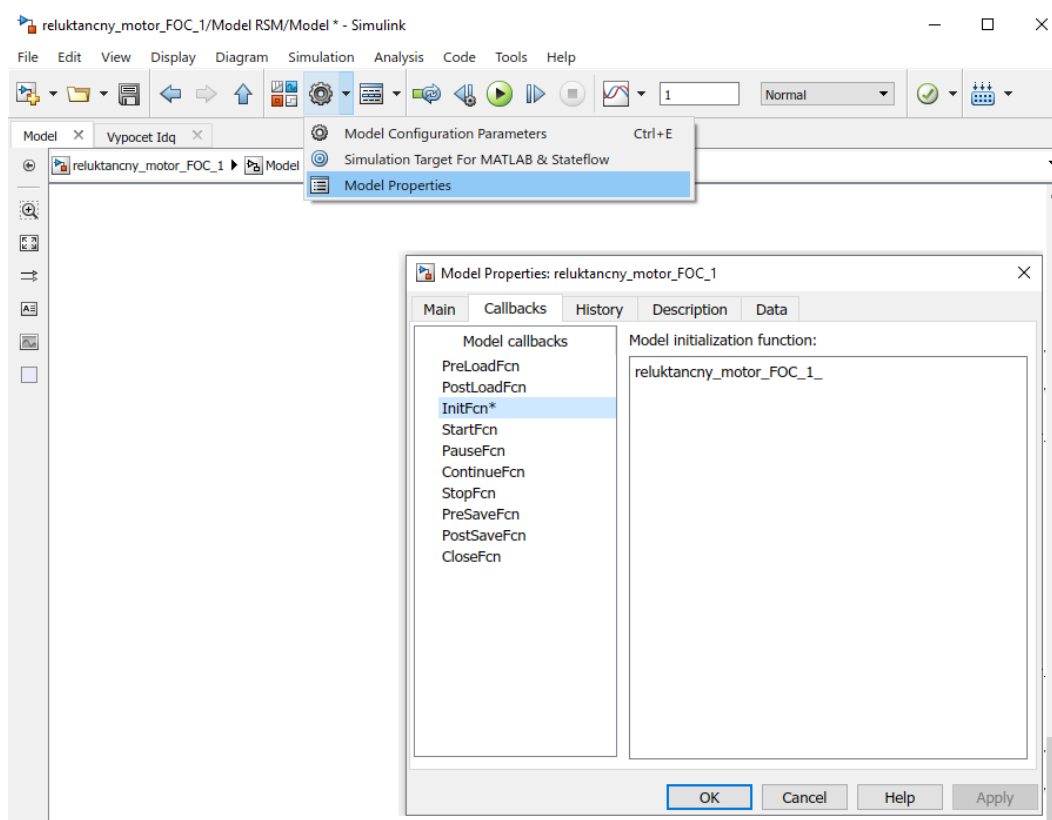 reluktancny_motor_FOC_1/Model RSM/Model * - Simulink
File Edit View Display Diagram Simulation Analysis Code Tools Help
1 Normal
Model Vypocet Idq
Model Configuration Parameters Ctrl+E
reluktancny_motor_FOC_1 Model
Simulation Target For MATLAB & Stateflow
Model Properties
Model Properties: reluktancny_motor_FOC_1
Main Callbacks History Description Data
Model callbacks
Model initialization function:
PreLoadFcn
reluktancny_motor_FOC_1_
PostLoadFcn
InitFcn*
StartFcn
PauseFcn
ContinueFcn
StopFcn
PreSaveFcn
PostSaveFcn
CloseFcn
OK Cancel Help Apply